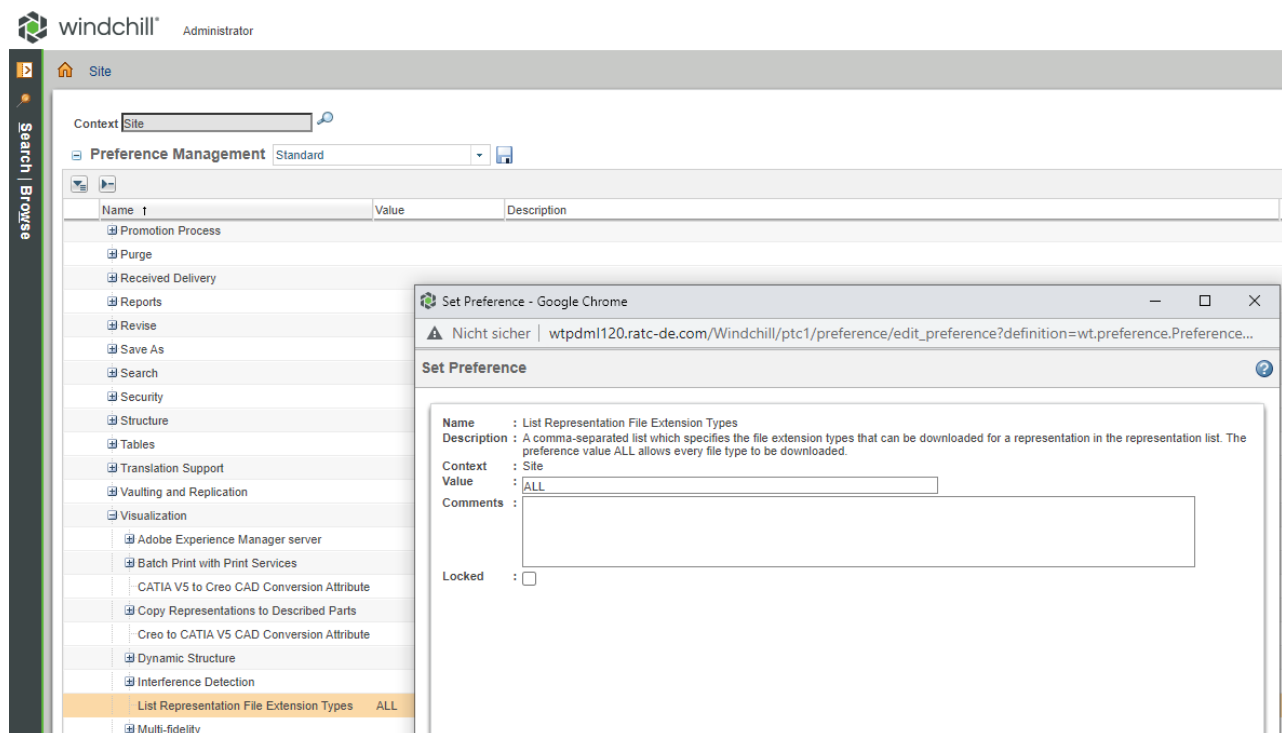 windchill® Administrator
Site
Search | Browse
Context Site
Preference Management Standard
Name ↑ Value Description
Promotion Process
Purge
Received Delivery
Reports
Revise
Save As
Search
Security
Structure
Tables
Translation Support
Vaulting and Replication
Visualization
Adobe Experience Manager server
Batch Print with Print Services
CATIA V5 to Creo CAD Conversion Attribute
Copy Representations to Described Parts
Creo to CATIA V5 CAD Conversion Attribute
Dynamic Structure
Interference Detection
List Representation File Extension Types ALL
Multi-fidelity
Set Preference - Google Chrome
Nicht sicher | wtpdml120.ratc-de.com/Windchill/ptc1/preference/edit_preference?definition=wt.preference.Preference...
Set Preference
Name : List Representation File Extension Types
Description : A comma-separated list which specifies the file extension types that can be downloaded for a representation in the representation list. The
preference value ALL allows every file type to be downloaded.
Context : Site
Value : ALL
Comments :
Locked :